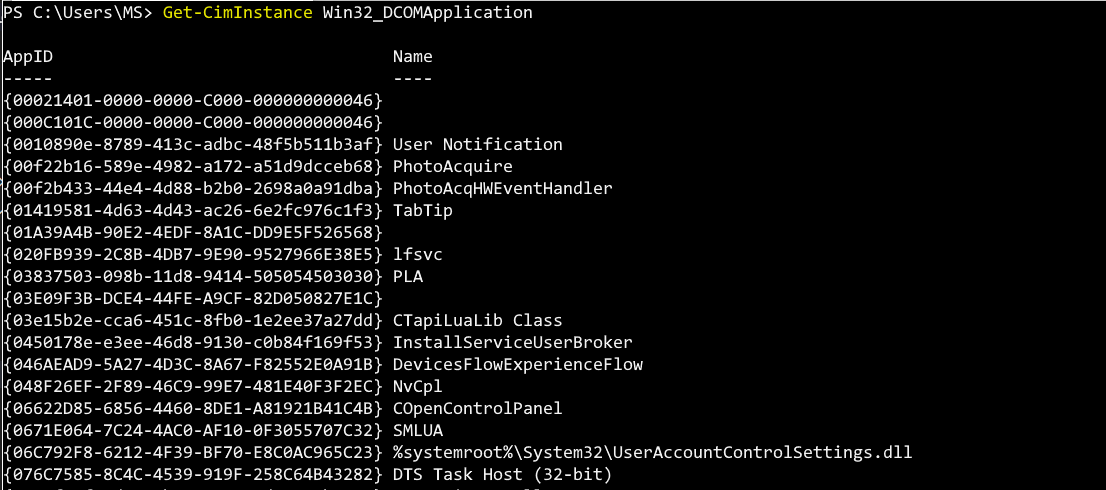 PS C:\Users\MS> Get-CimInstance Win32_DCOMApplication
AppID Name
----- ----
{00021401-0000-0000-C000-000000000046}
{000C101C-0000-0000-C000-000000000046}
{0010890e-8789-413c-adbc-48f5b511b3af} User Notification
{00f22b16-589e-4982-a172-a51d9dcceb68} PhotoAcquire
{00f2b433-44e4-4d88-b2b0-2698a0a91dba} PhotoAcqHWEventHandler
{01419581-4d63-4d43-ac26-6e2fc976c1f3} TabTip
{01A39A4B-90E2-4EDF-8A1C-DD9E5F526568}
{020FB939-2C8B-4DB7-9E90-9527966E38E5} lfsvc
{03837503-098b-11d8-9414-505054503030} PLA
{03E09F3B-DCE4-44FE-A9CF-82D050827E1C}
{03e15b2e-cca6-451c-8fb0-1e2ee37a27dd} CTapiLuaLib Class
{0450178e-e3ee-46d8-9130-c0b84f169f53} InstallServiceUserBroker
{046AEAD9-5A27-4D3C-8A67-F82552E0A91B} DevicesFlowExperienceFlow
{048F26EF-2F89-46C9-99E7-481E40F3F2EC} NvCpl
{06622D85-6856-4460-8DE1-A81921B41C4B} COpenControlPanel
{0671E064-7C24-4AC0-AF10-0F3055707C32} SMLUA
{06C792F8-6212-4F39-BF70-E8C0AC965C23} %systemroot%\System32\UserAccountControlSettings.dll
{076C7585-8C4C-4539-919F-258C64B43282} DTS Task Host (32-bit)